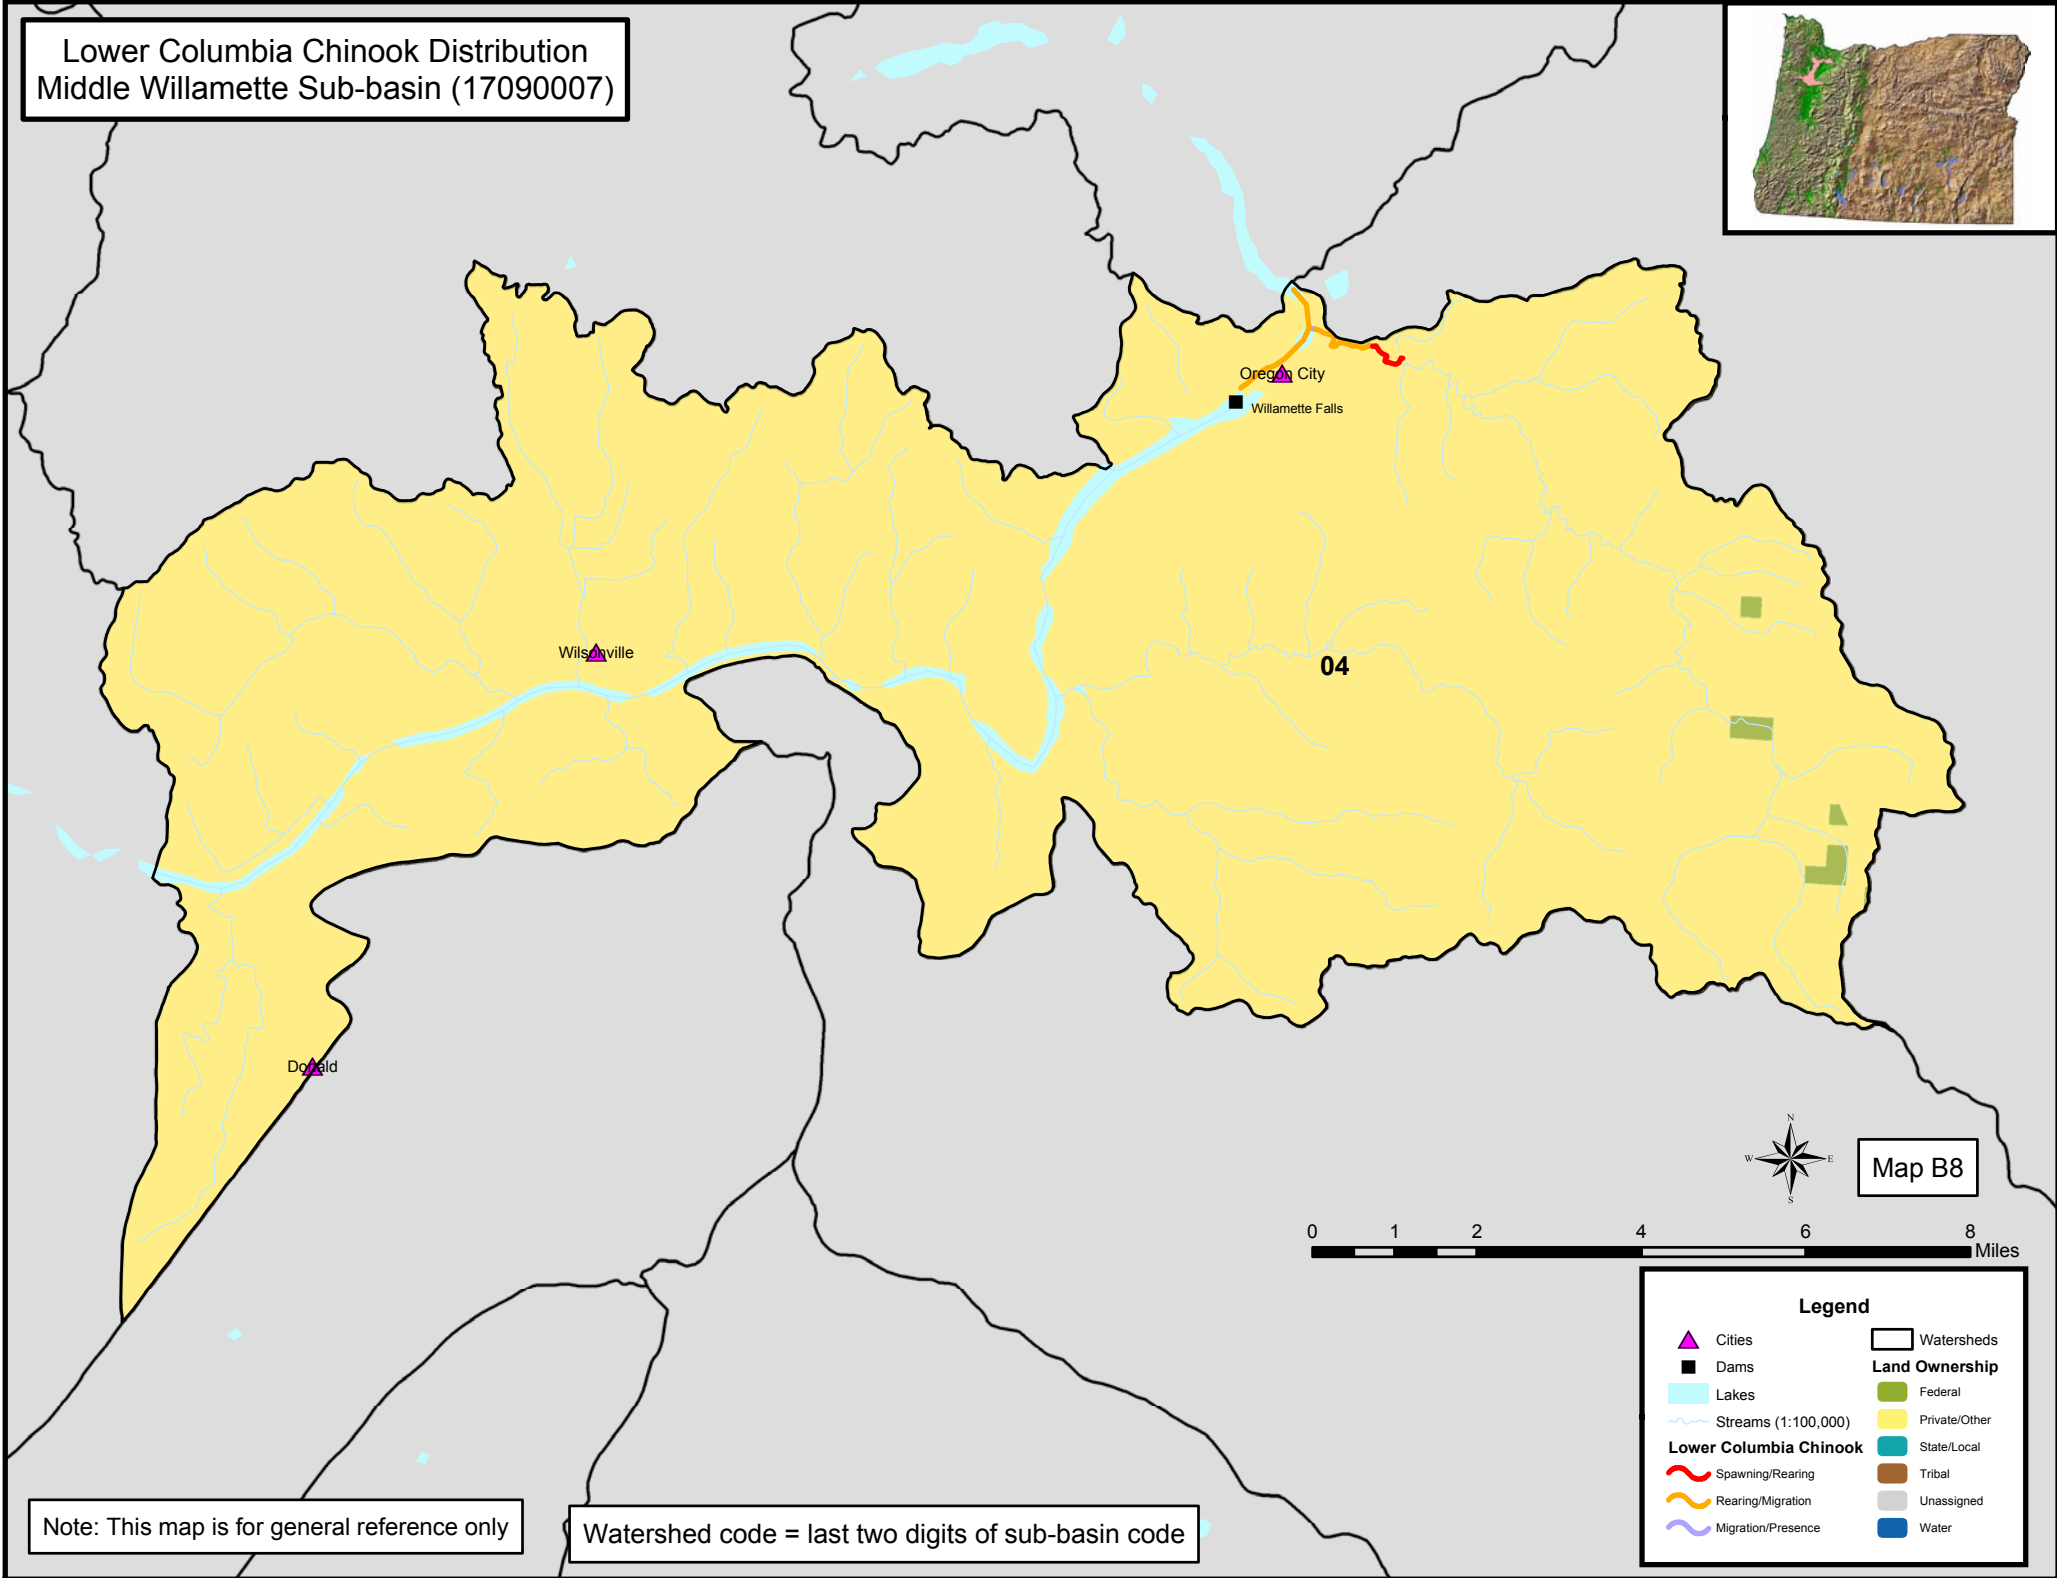 Lower Columbia Chinook Distribution
Middle Willamette Sub-basin (17090007)
Oregon City
Willamette Falls
Wilsonville
04
Donald
N
W
E
S
Map B8
0 1 2 4 6 8
Miles
Legend
Cities
Dams
Lakes
Streams (1:100,000)
Lower Columbia Chinook
Spawning/Rearing
Rearing/Migration
Migration/Presence
Watersheds
Land Ownership
Federal
Private/Other
State/Local
Tribal
Unassigned
Water
Note: This map is for general reference only
Watershed code = last two digits of sub-basin code